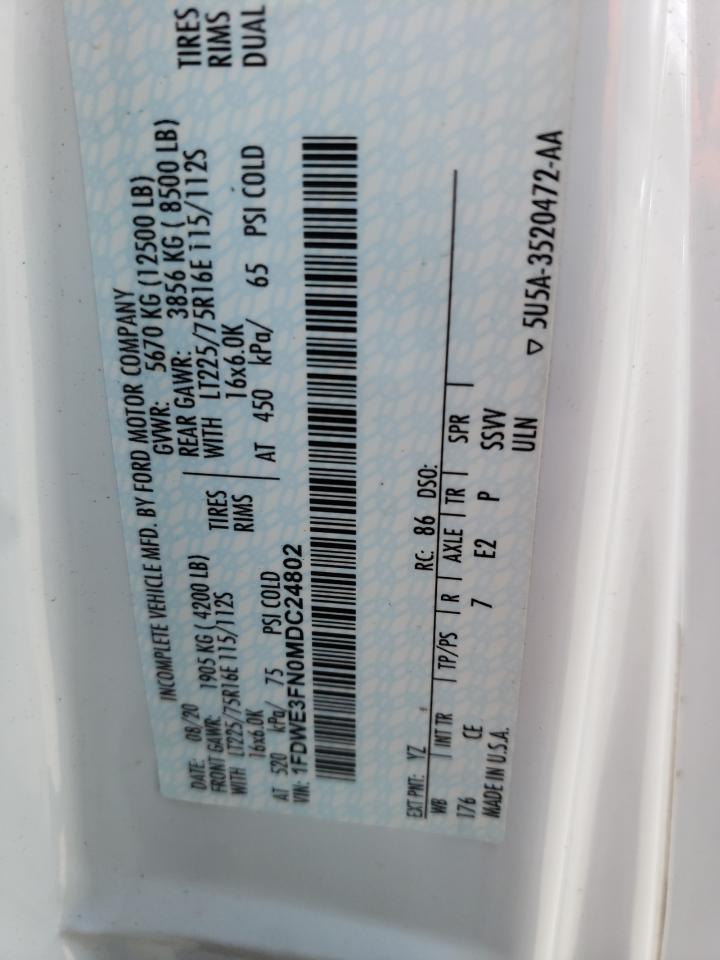 INCOMPLETE VEHICLE MFD. BY FORD MOTOR COMPANY
DATE: 08/20 GVWR: 5670 KG (12500 LB)
FRONT GAWR: 1905 KG ( 4200 LB) REAR GAWR: 3856 KG ( 8500 LB)
WITH LT225/75R16E 115/112S TIRES WITH LT225/75R16E 115/112S TIRES
16x6.0K RIMS 16x6.0K RIMS
AT 520 kPa/ 75 PSI COLD AT 450 kPa/ 65 PSI COLD DUAL
VIN: 1FDWE3FN0MDC24802
EXT PNT: YZ RC: 86 DSO:
WB INT TR TP/PS R AXLE TR SPR
176 CE 7 E2 P SSW
MADE IN U.S.A. ULN
▽ 5U5A-3520472-AA